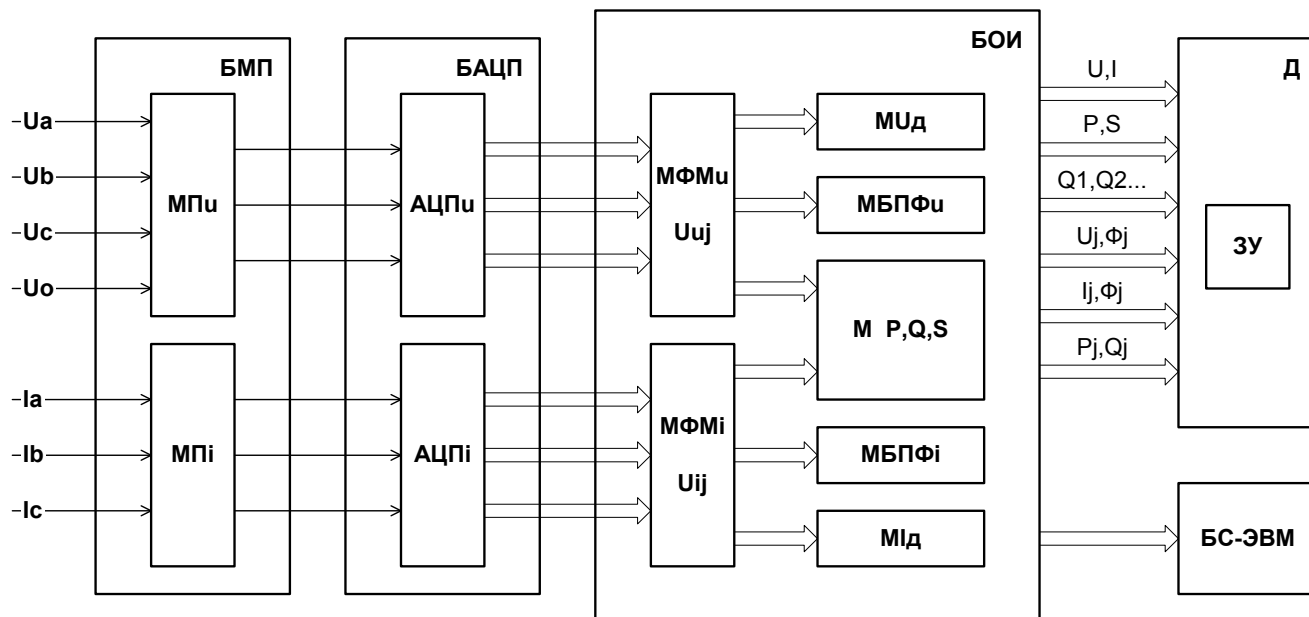 БМП
БАЦП
БОИ
Д
Ua
Ub
Uc
Uo
МПu
АЦПu
МФМu
Uuj
МUд
МБПФu
М P,Q,S
U,I
P,S
Q1,Q2...
Uj,Фj
Ij,Фj
Pj,Qj
ЗУ
Ia
Ib
Ic
МПi
АЦПi
МФМi
Uij
МБПФi
МIд
БС-ЭВМ